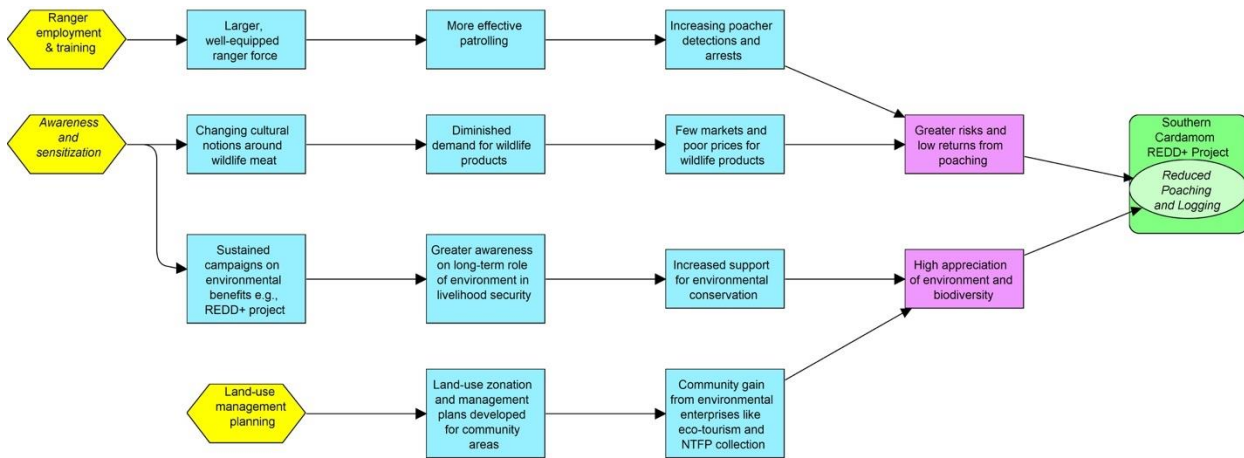 Ranger
employment
& training
Larger,
well-equipped
ranger force
More effective
patrolling
Increasing poacher
detections and
arrests
Awareness
and
sensitization
Changing cultural
notions around
wildlife meat
Diminished
demand for wildlife
products
Few markets and
poor prices for
wildlife products
Greater risks and
low returns from
poaching
Southern
Cardamom
REDD+ Project
Reduced
Poaching
and Logging
Sustained
campaigns on
environmental
benefits e.g.,
REDD+ project
Greater awareness
on long-term role
of environment in
livelihood security
Increased support
for environmental
conservation
High appreciation
of environment and
biodiversity
Land-use
management
planning
Land-use zonation
and management
plans developed
for community
areas
Community gain
from environmental
enterprises like
eco-tourism and
NTFP collection